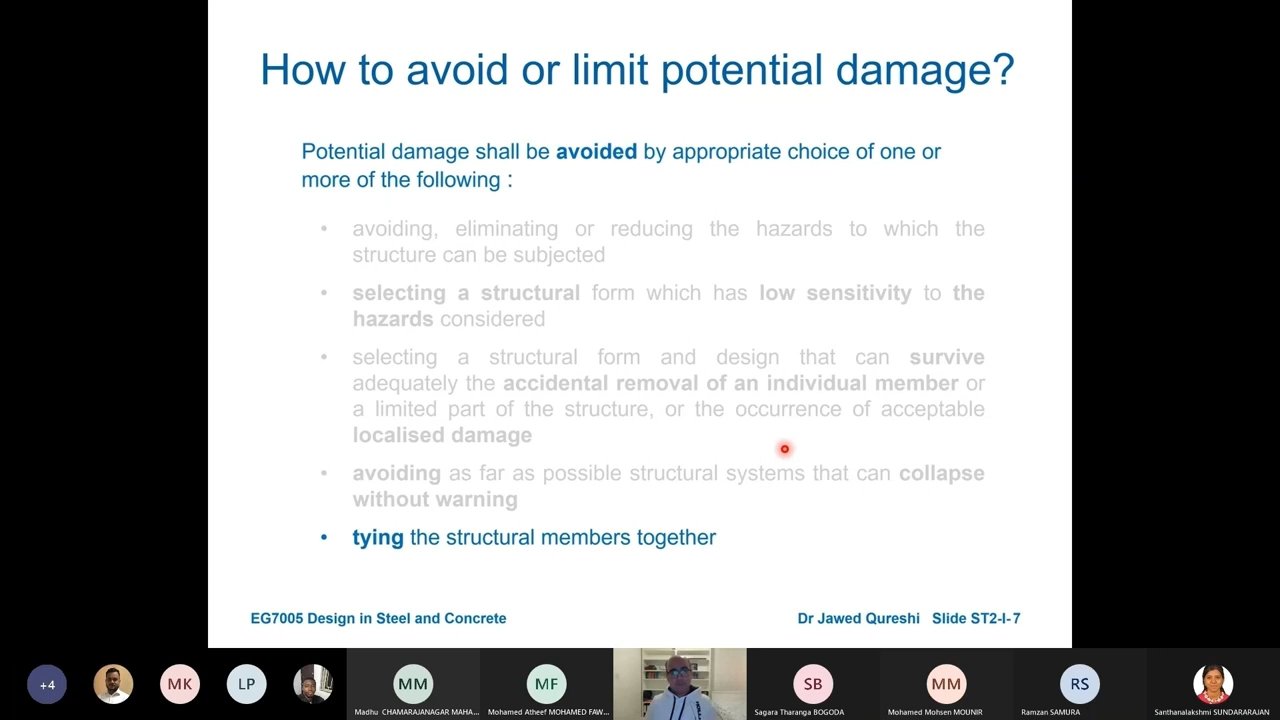 How to avoid or limit potential damage?
Potential damage shall be avoided by appropriate choice of one or
more of the following :
• avoiding, eliminating or reducing the hazards to which the
structure can be subjected
• selecting a structural form which has low sensitivity to the
hazards considered
• selecting a structural form and design that can survive
adequately the accidental removal of an individual member or
a limited part of the structure, or the occurrence of acceptable
localised damage
• avoiding as far as possible structural systems that can collapse
without warning
• tying the structural members together
EG7005 Design in Steel and Concrete
Dr Jawed Qureshi Slide ST2-I-7
+4
MK
LP
MM
MF
SB
MM
RS
Madhu CHAMARAJANAGAR MAHA...
Mohamed Atheef MOHAMED FAW...
Sagara Tharanga BOGODA
Mohamed Mohsen MOUNIR
Ramzan SAMURA
Santhanalakshmi SUNDARARAJAN